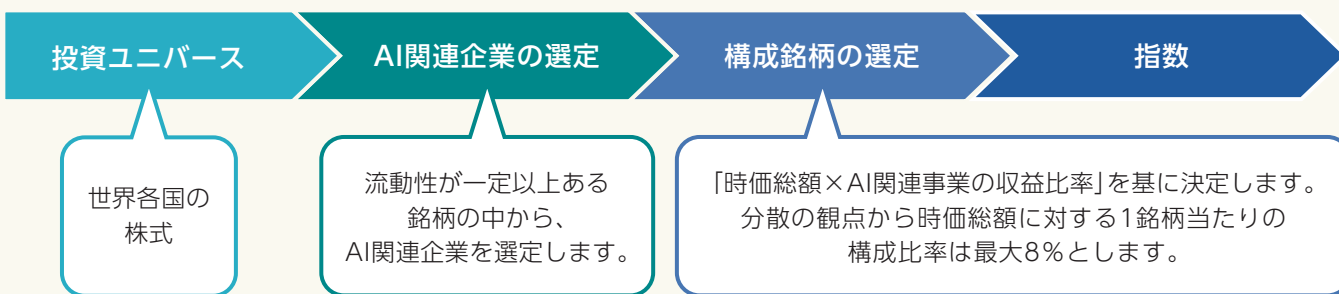 投資ユニバース
AI関連企業の選定
構成銘柄の選定
指数
世界各国の
株式
流動性が一定以上ある
銘柄の中から、
AI関連企業を選定します。
「時価総額×AI関連事業の収益比率」を基に決定します。
分散の観点から時価総額に対する1銘柄当たりの
構成比率は最大8%とします。